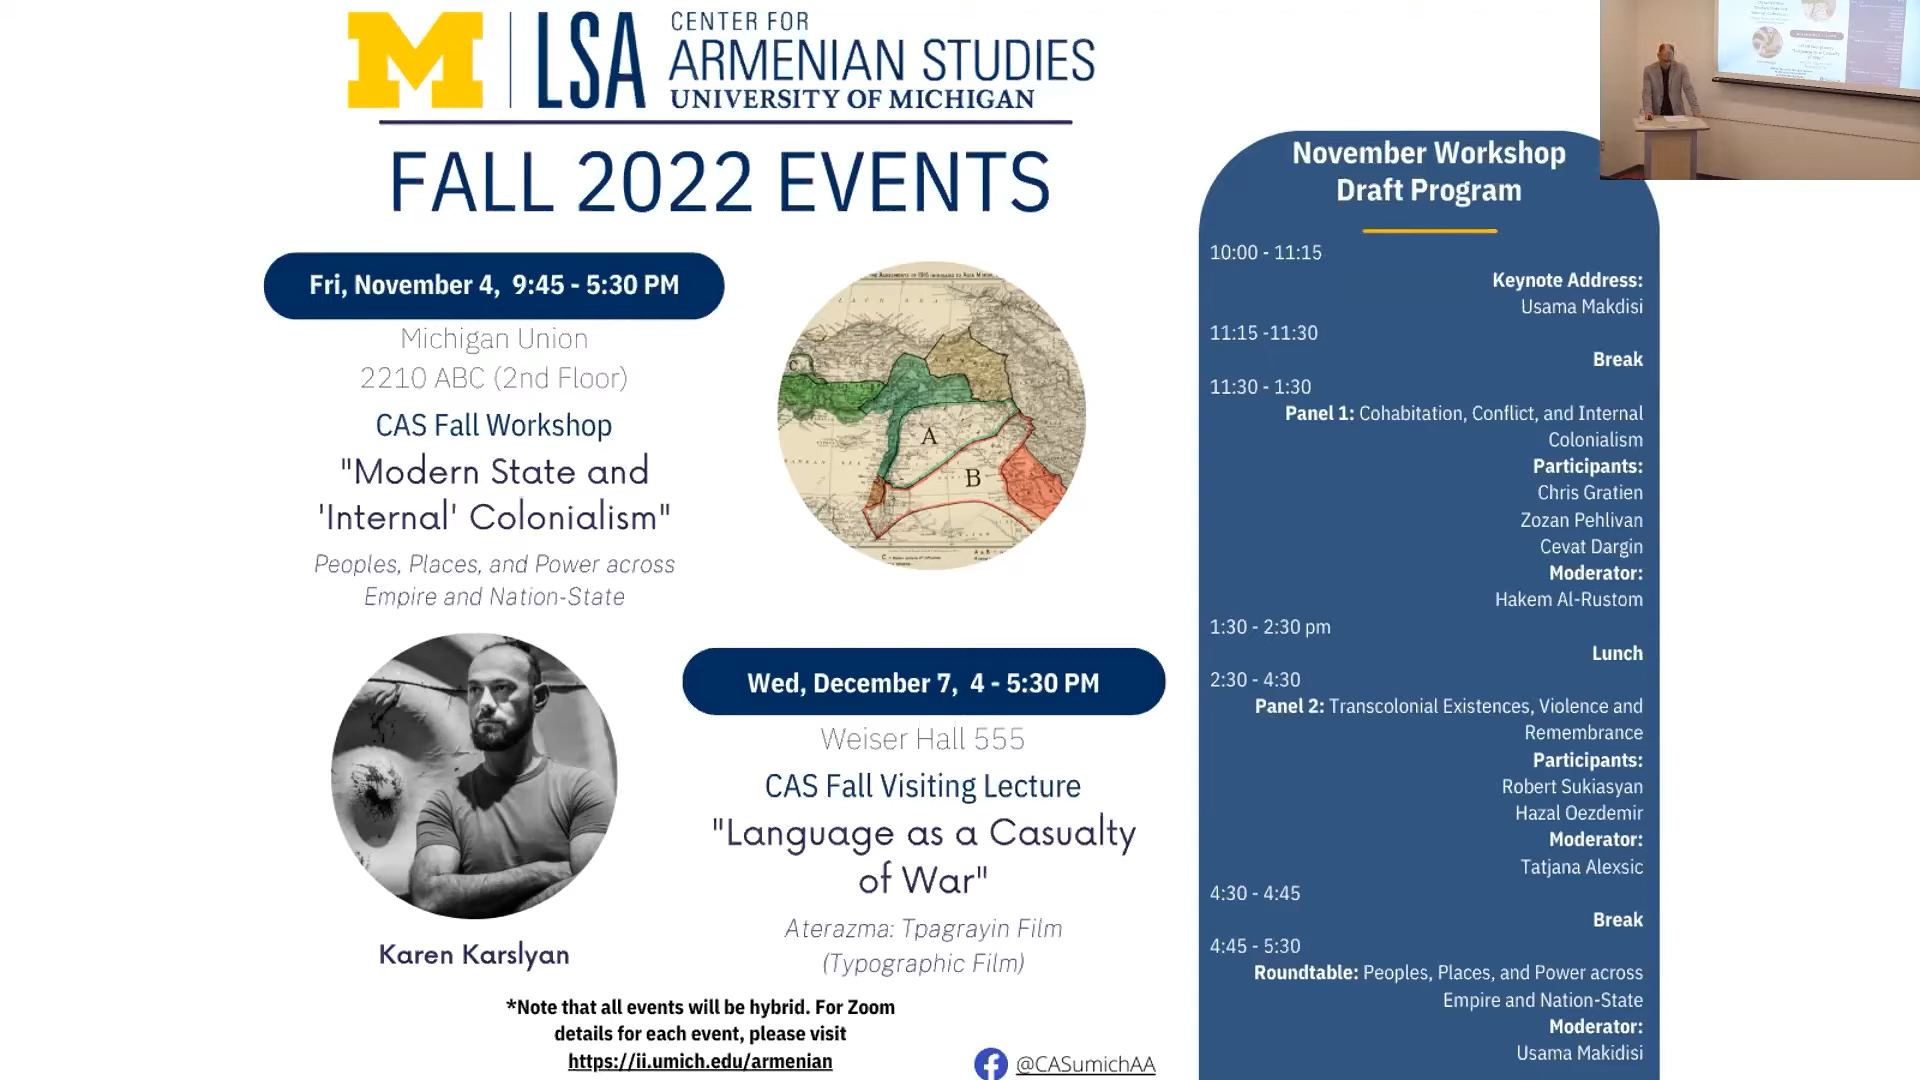 M LSA CENTER FOR
ARMENIAN STUDIES
UNIVERSITY OF MICHIGAN
FALL 2022 EVENTS
Fri, November 4, 9:45 - 5:30 PM
Michigan Union
2210 ABC (2nd Floor)
CAS Fall Workshop
"Modern State and
'Internal' Colonialism"
Peoples, Places, and Power across
Empire and Nation-State
A
B
C
Karen Karslyan
Wed, December 7, 4 - 5:30 PM
Weiser Hall 555
CAS Fall Visiting Lecture
"Language as a Casualty
of War"
Aterazma: Tpagrayin Film
(Typographic Film)
*Note that all events will be hybrid. For Zoom
details for each event, please visit
https://ii.umich.edu/armenian
@CASumichAA
November Workshop
Draft Program
10:00 - 11:15
Keynote Address:
Usama Makdisi
11:15 -11:30
Break
11:30 - 1:30
Panel 1: Cohabitation, Conflict, and Internal
Colonialism
Participants:
Chris Gratien
Zozan Pehlivan
Cevat Dargin
Moderator:
Hakem Al-Rustom
1:30 - 2:30 pm
Lunch
2:30 - 4:30
Panel 2: Transcolonial Existences, Violence and
Remembrance
Participants:
Robert Sukiasyan
Hazal Oezdemir
Moderator:
Tatjana Alexsic
4:30 - 4:45
Break
4:45 - 5:30
Roundtable: Peoples, Places, and Power across
Empire and Nation-State
Moderator:
Usama Makidisi